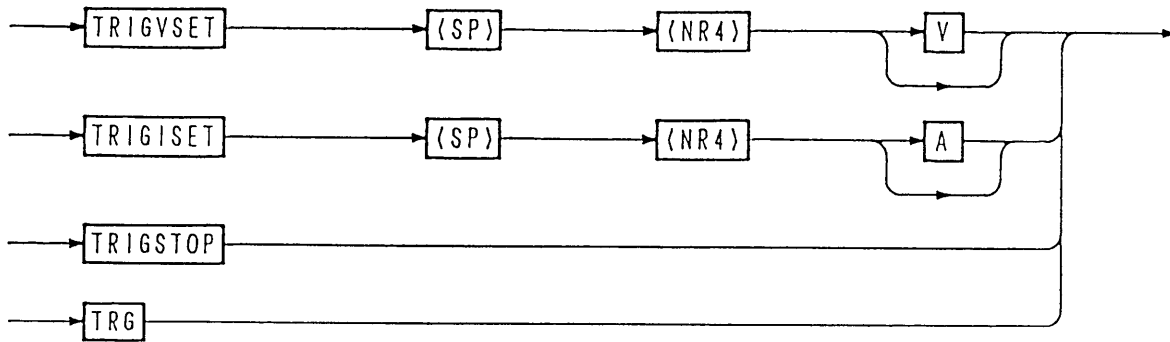 TRIGVSET (SP) (NR4) V
TRIGISET (SP) (NR4) A
TRIGSTOP
TRG